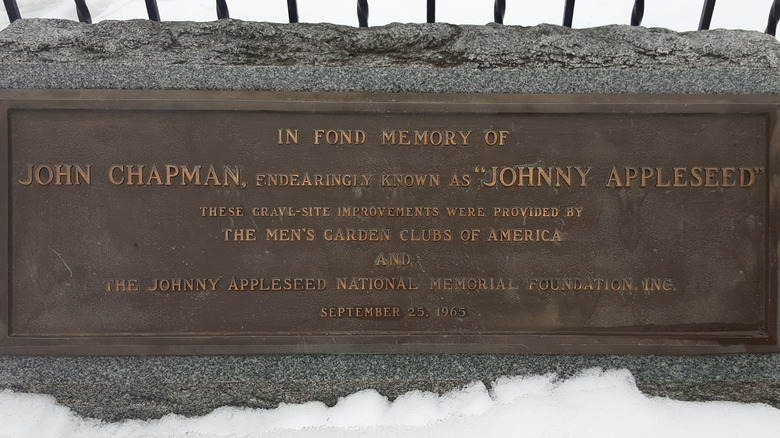 IN FOND MEMORY OF
JOHN CHAPMAN, ENDEARINGLY KNOWN AS "JOHNNY APPLESEED"
THESE GRAVE-SITE IMPROVEMENTS WERE PROVIDED BY
THE MEN'S GARDEN CLUBS OF AMERICA
AND
THE JOHNNY APPLESEED NATIONAL MEMORIAL FOUNDATION, INC.
SEPTEMBER 25, 1965